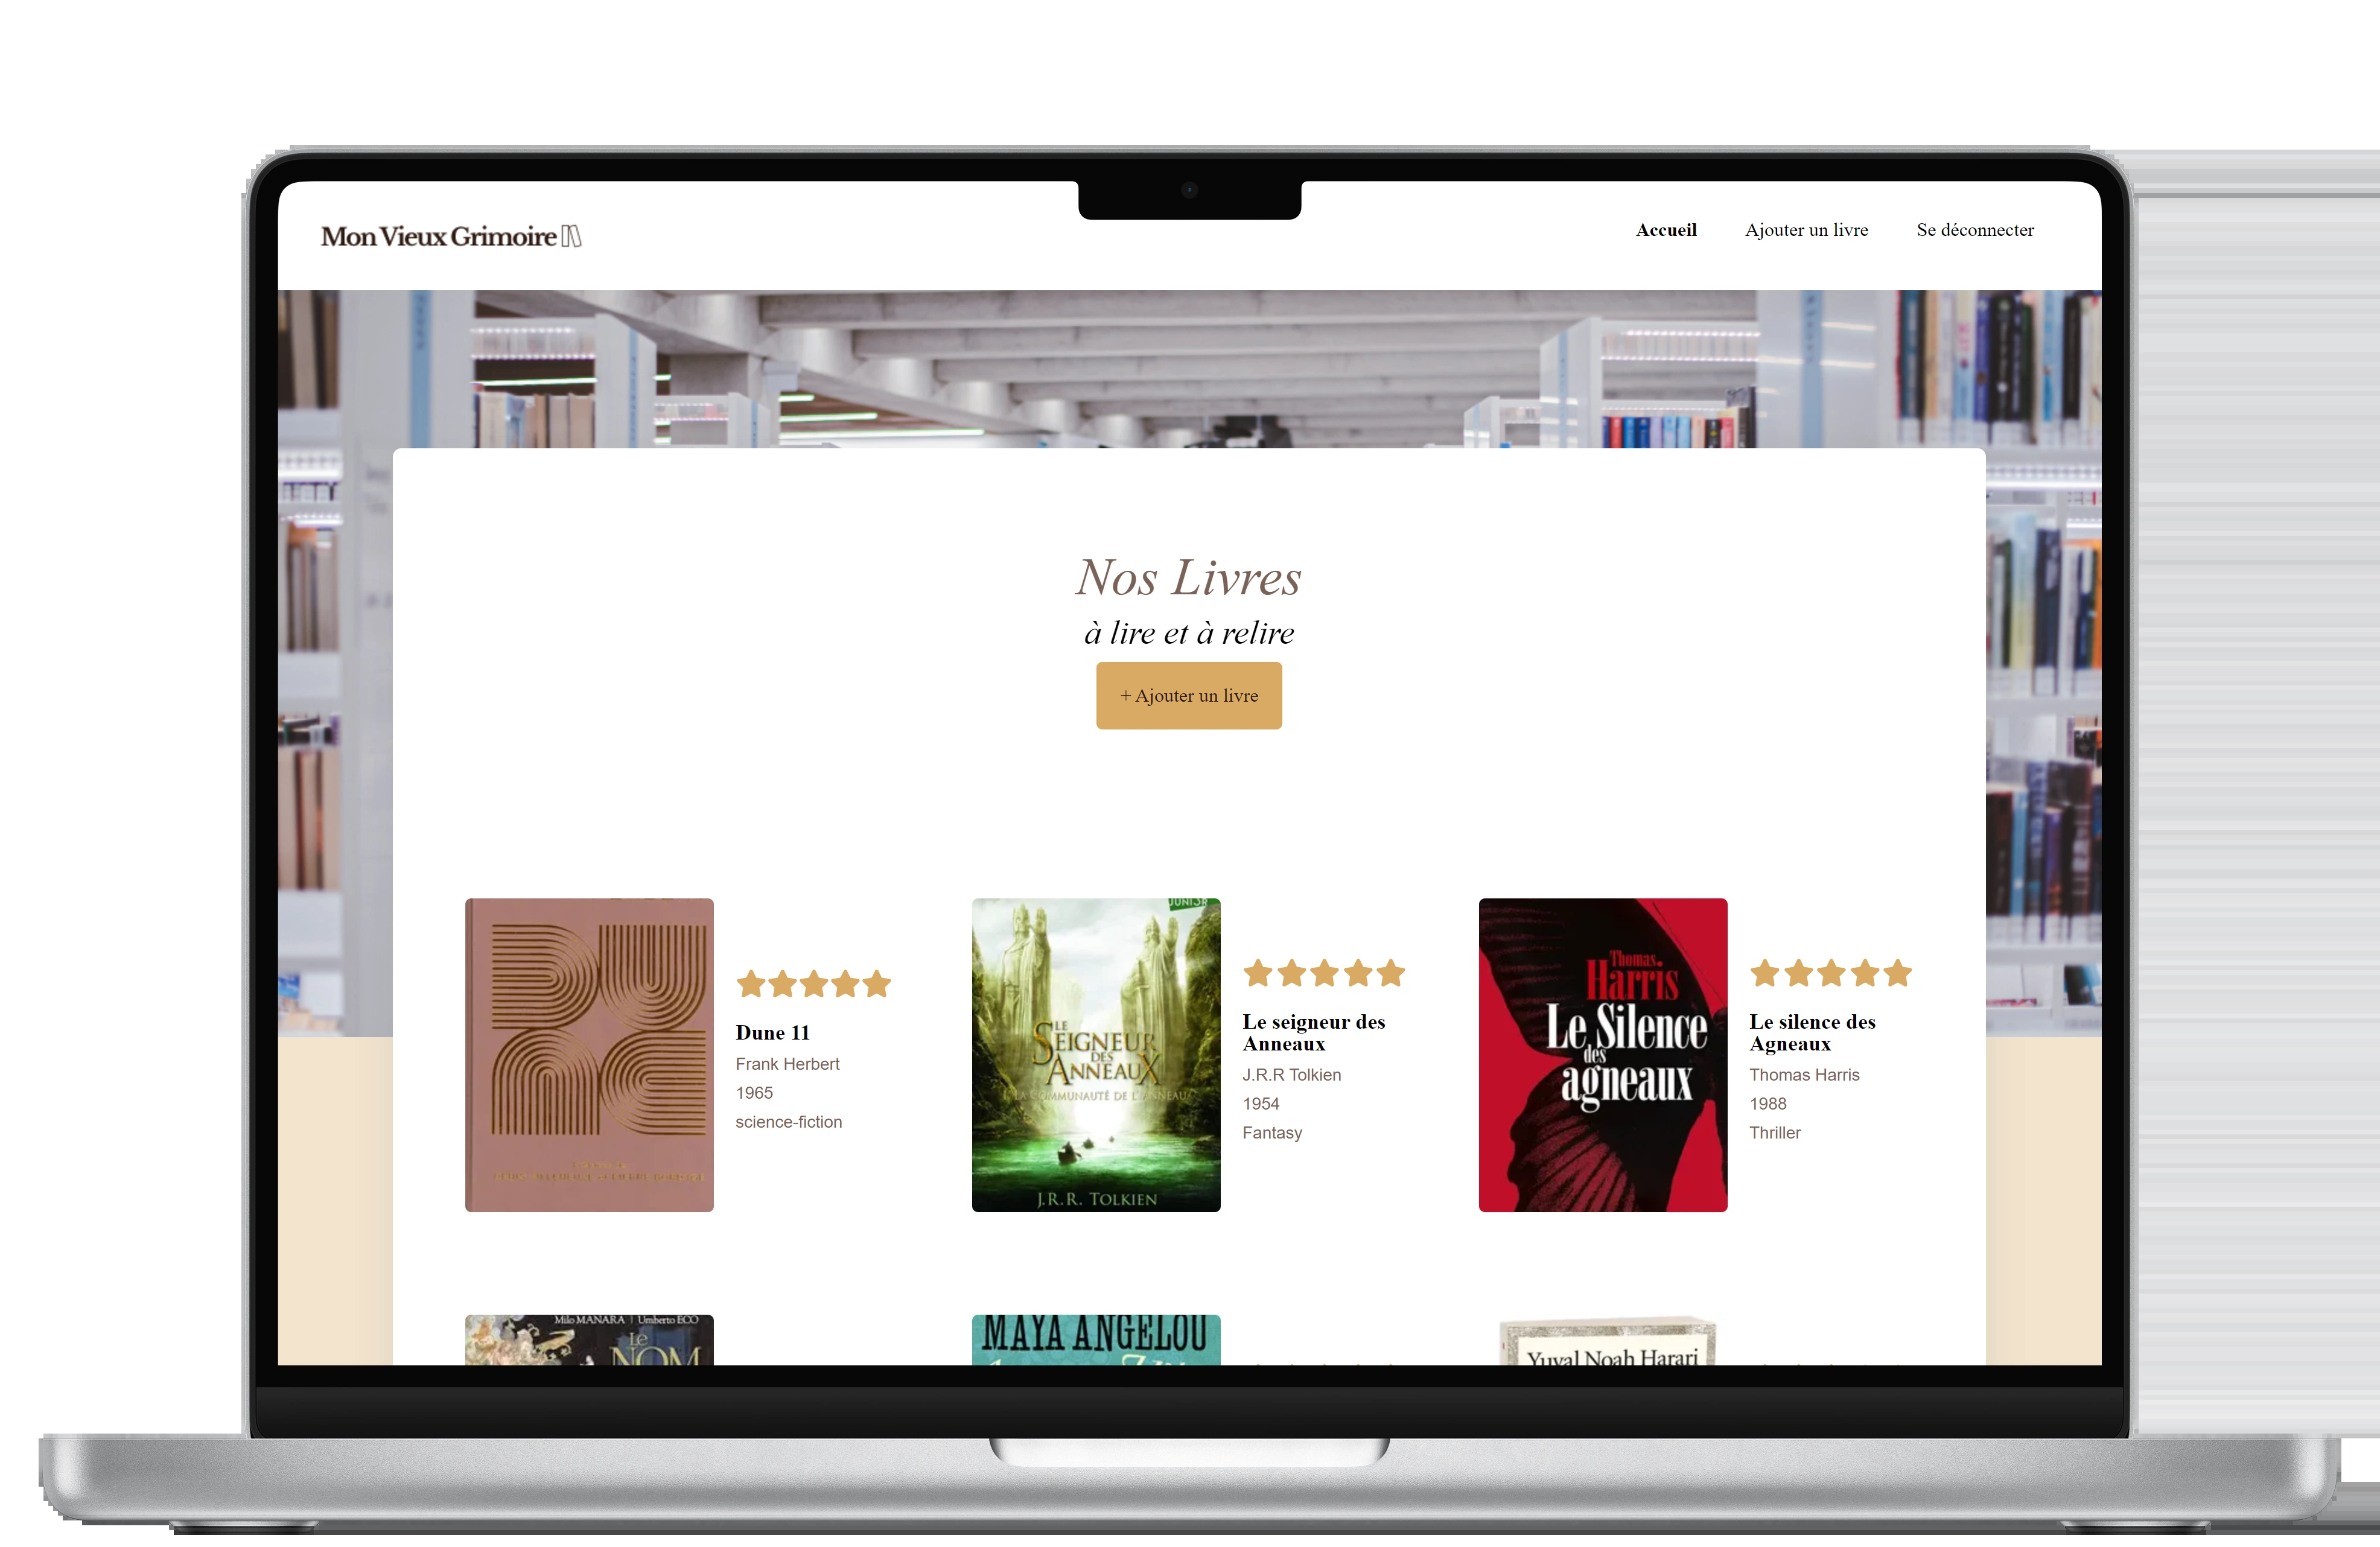 Mon Vieux Grimoire
Accueil Ajouter un livre Se déconnecter
Nos Livres
à lire et à relire
+ Ajouter un livre
Dune 11
Frank Herbert
1965
science-fiction
JUNI3R
LE
SEIGNEUR
DES
ANNEAUX
LA COMMUNAUTÉ DE L'ANNEAU
J.R.R. TOLKIEN
Le seigneur des
Anneaux
J.R.R Tolkien
1954
Fantasy
Thomas
Harris
Le Silence
des
agneaux
Le silence des
Agneaux
Thomas Harris
1988
Thriller
Milo MANARA | Umberto ECO
Le
NOM
MAYA ANGELOU
Yuval Noah Harari